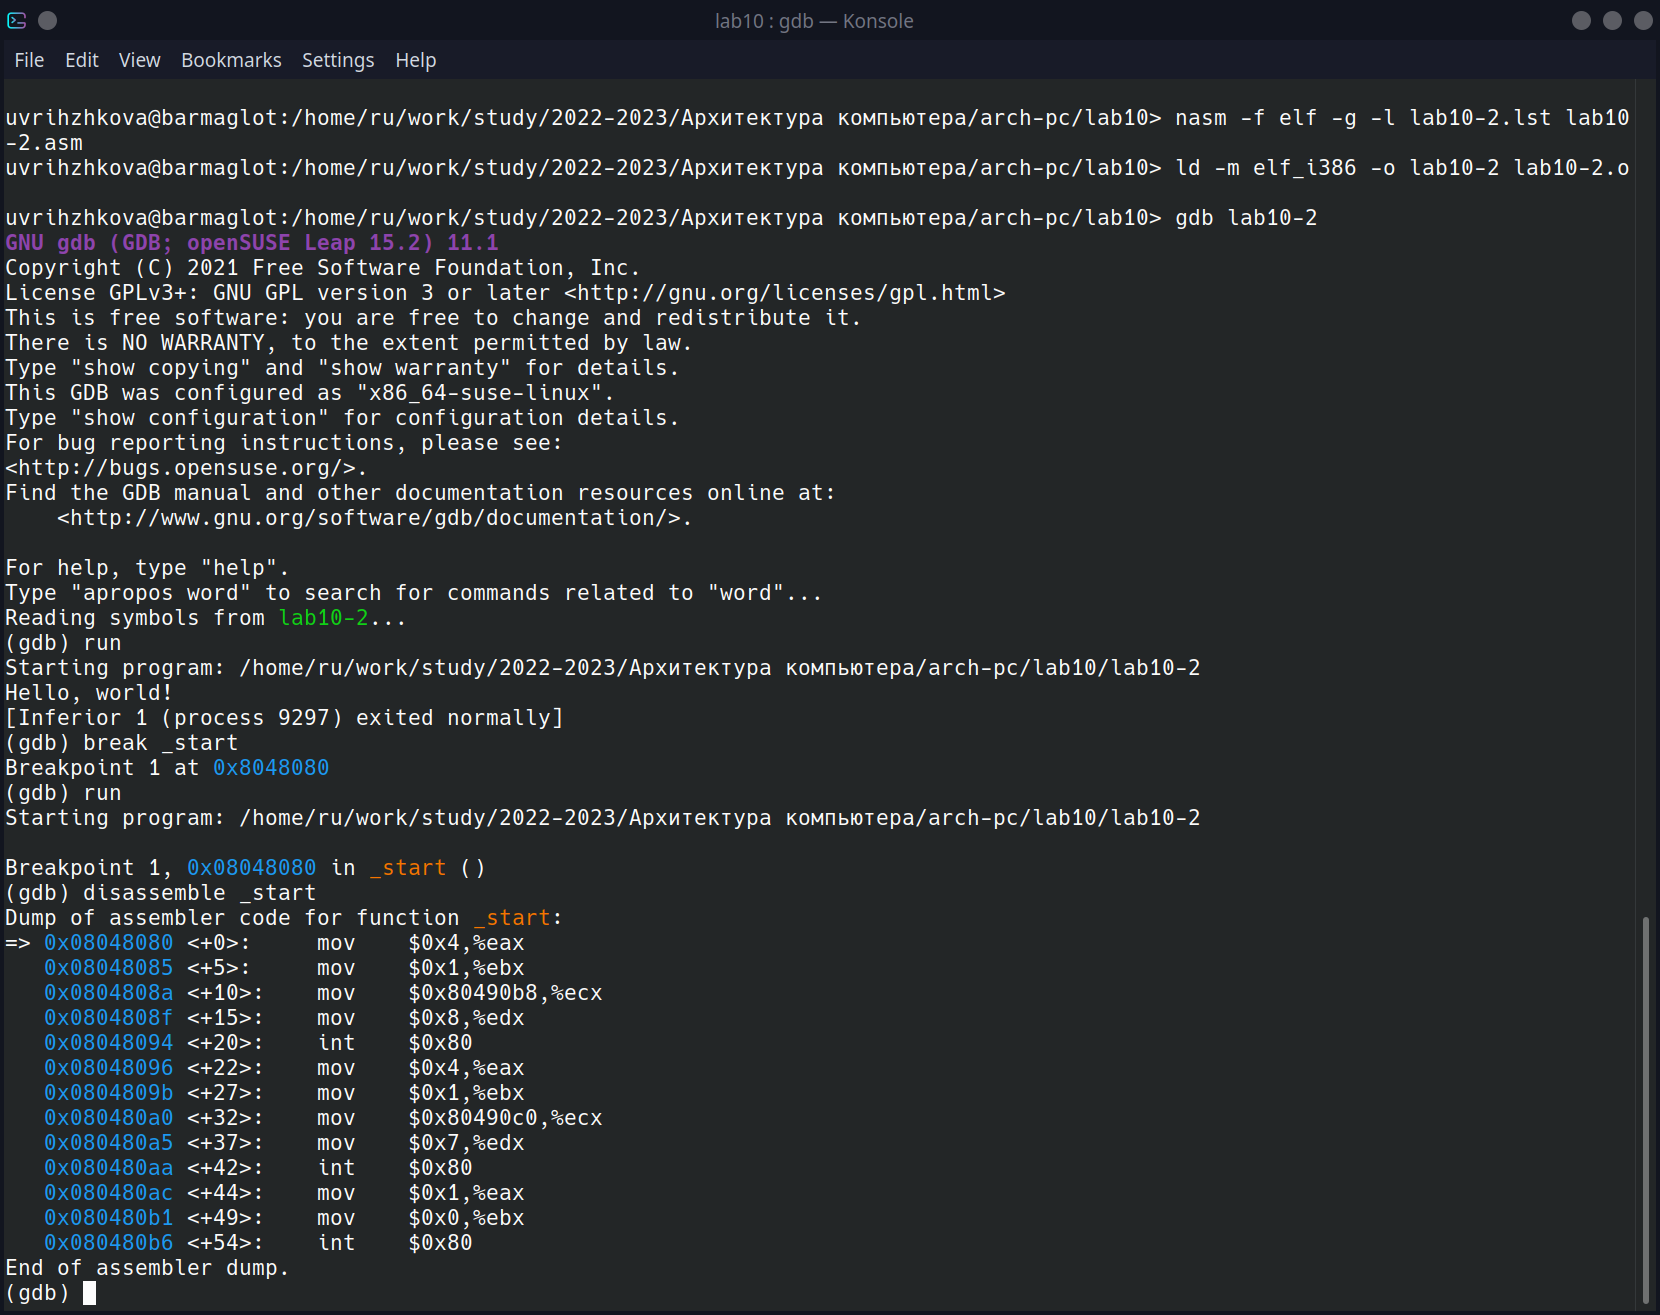 lab10 : gdb — Konsole
File Edit View Bookmarks Settings Help
uvrihzhkova@barmaglot:/home/ru/work/study/2022-2023/Архитектура компьютера/arch-pc/lab10> nasm -f elf -g -l lab10-2.lst lab10
-2.asm
uvrihzhkova@barmaglot:/home/ru/work/study/2022-2023/Архитектура компьютера/arch-pc/lab10> ld -m elf_i386 -o lab10-2 lab10-2.o
uvrihzhkova@barmaglot:/home/ru/work/study/2022-2023/Архитектура компьютера/arch-pc/lab10> gdb lab10-2
GNU gdb (GDB; openSUSE Leap 15.2) 11.1
Copyright (C) 2021 Free Software Foundation, Inc.
License GPLv3+: GNU GPL version 3 or later <http://gnu.org/licenses/gpl.html>
This is free software: you are free to change and redistribute it.
There is NO WARRANTY, to the extent permitted by law.
Type "show copying" and "show warranty" for details.
This GDB was configured as "x86_64-suse-linux".
Type "show configuration" for configuration details.
For bug reporting instructions, please see:
<http://bugs.opensuse.org/>.
Find the GDB manual and other documentation resources online at:
    <http://www.gnu.org/software/gdb/documentation/>.
For help, type "help".
Type "apropos word" to search for commands related to "word"...
Reading symbols from lab10-2...
(gdb) run
Starting program: /home/ru/work/study/2022-2023/Архитектура компьютера/arch-pc/lab10/lab10-2
Hello, world!
[Inferior 1 (process 9297) exited normally]
(gdb) break _start
Breakpoint 1 at 0x8048080
(gdb) run
Starting program: /home/ru/work/study/2022-2023/Архитектура компьютера/arch-pc/lab10/lab10-2
Breakpoint 1, 0x08048080 in _start ()
(gdb) disassemble _start
Dump of assembler code for function _start:
=> 0x08048080 <+0>:     mov    $0x4,%eax
   0x08048085 <+5>:     mov    $0x1,%ebx
   0x0804808a <+10>:    mov    $0x80490b8,%ecx
   0x0804808f <+15>:    mov    $0x8,%edx
   0x08048094 <+20>:    int    $0x80
   0x08048096 <+22>:    mov    $0x4,%eax
   0x0804809b <+27>:    mov    $0x1,%ebx
   0x080480a0 <+32>:    mov    $0x80490c0,%ecx
   0x080480a5 <+37>:    mov    $0x7,%edx
   0x080480aa <+42>:    int    $0x80
   0x080480ac <+44>:    mov    $0x1,%eax
   0x080480b1 <+49>:    mov    $0x0,%ebx
   0x080480b6 <+54>:    int    $0x80
End of assembler dump.
(gdb)